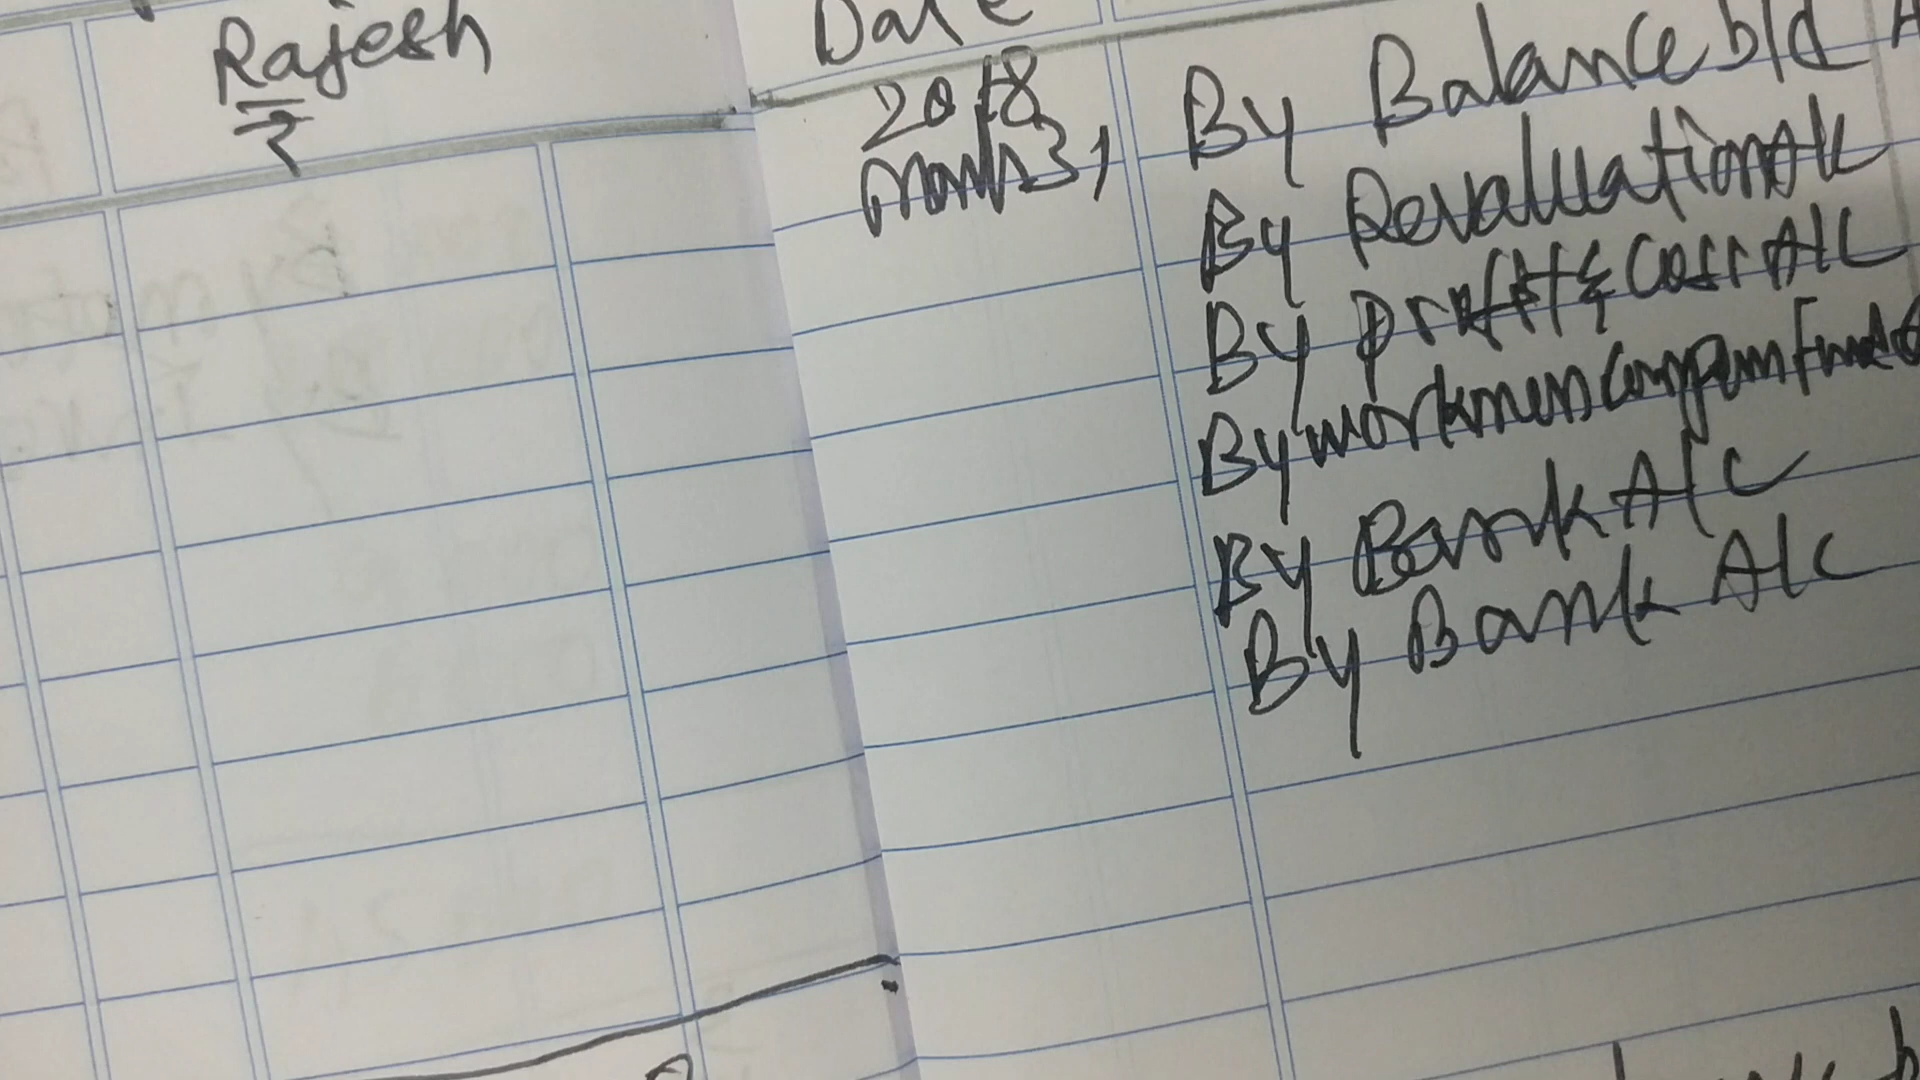 Rajesh
₹
Date
2018
March 31
By Balance b/d
By Revaluation A/c
By Profit & Loss A/C
By workmen Compen Fund
By Bank A/C
By Bank A/C